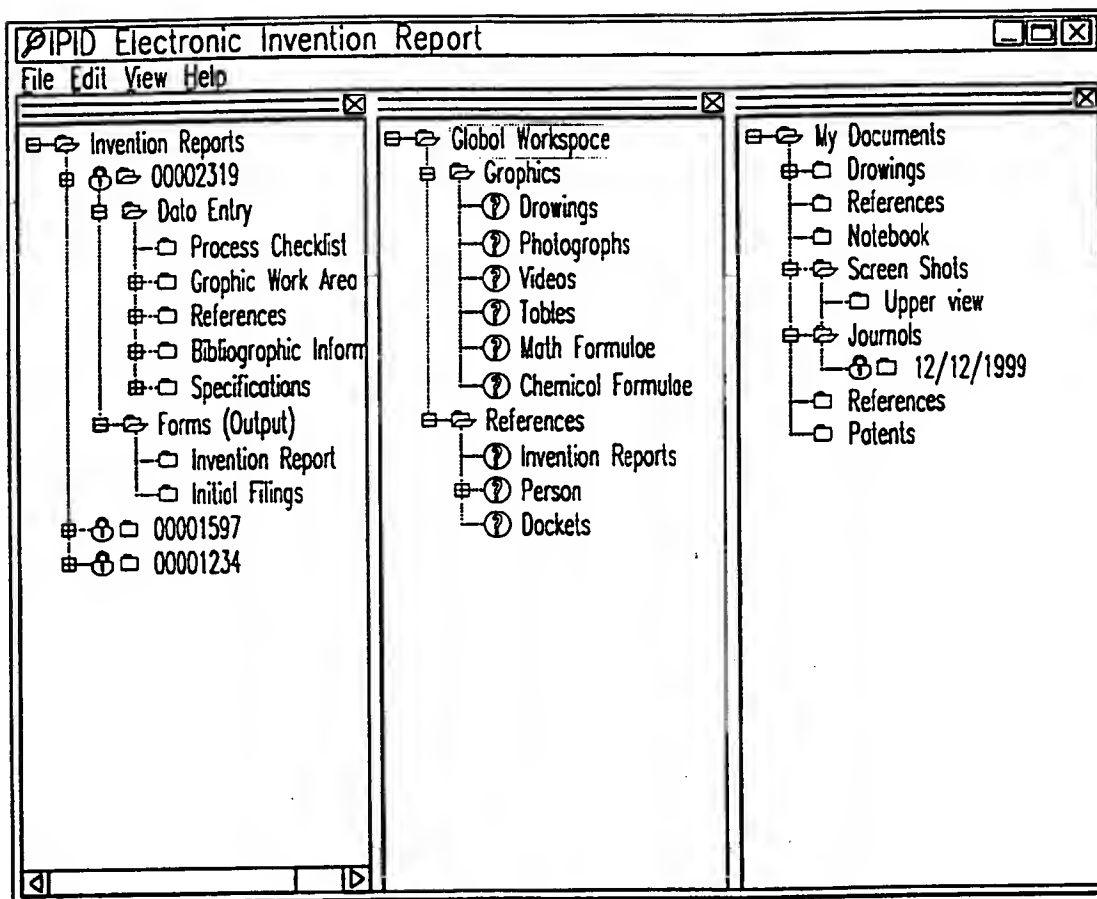 IPID Electronic Invention Report
File Edit View Help
Invention Reports
00002319
Data Entry
Process Checklist
Graphic Work Area
References
Bibliographic Inform
Specifications
Forms (Output)
Invention Report
Initial Filings
00001597
00001234
Global Workspace
Graphics
Drawings
Photographs
Videos
Tables
Math Formulae
Chemical Formulae
References
Invention Reports
Person
Dockets
My Documents
Drawings
References
Notebook
Screen Shots
Upper view
Journals
12/12/1999
References
Patents